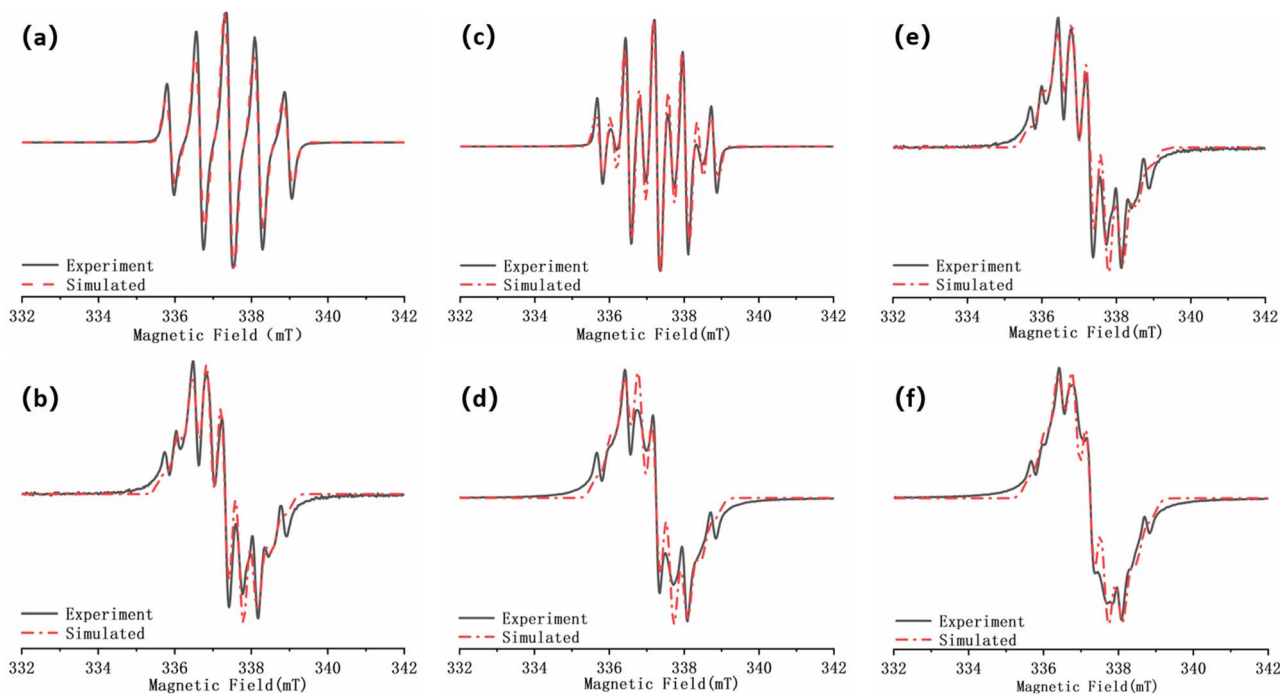 (a)
Experiment
Simulated
332 334 336 338 340 342
Magnetic Field (mT)
(c)
Experiment
Simulated
332 334 336 338 340 342
Magnetic Field(mT)
(e)
Experiment
Simulated
332 334 336 338 340 342
Magnetic Field(mT)
(b)
Experiment
Simulated
332 334 336 338 340 342
Magnetic Field(mT)
(d)
Experiment
Simulated
332 334 336 338 340 342
Magnetic Field(mT)
(f)
Experiment
Simulated
332 334 336 338 340 342
Magnetic Field(mT)